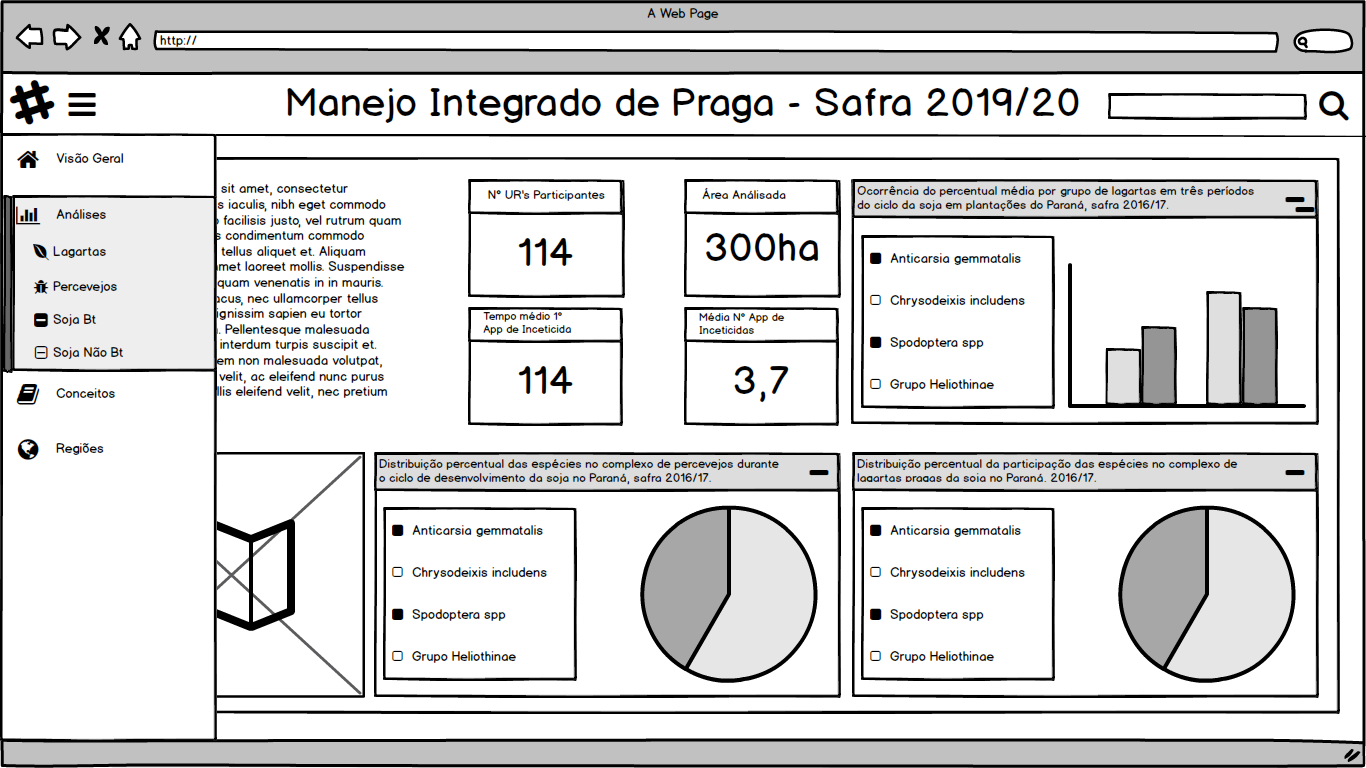 A Web Page
http://
Manejo Integrado de Praga - Safra 2019/20
Visão Geral
Análises
Lagartas
Percevejos
Soja Bt
Soja Não Bt
Conceitos
Regiões
sit amet, consectetur
iaculis, nibh eget commodo
facilisis justo, vel rutrum quam
condimentum commodo
tellus aliquet et. Aliquam
amet laoreet mollis. Suspendisse
quam venenatis in in mauris.
lacus, nec ullamcorper tellus
dignissim sapien eu tortor
Pellentesque malesuada
interdum turpis suscipit et.
sem non malesuada volutpat,
velit, ac eleifend nunc purus
mollis eleifend velit, nec pretium
N° UR's Participantes
114
Área Análisada
300ha
Tempo médio 1°
App de Inceticida
114
Média N° App de
Inceticidas
3,7
Ocorrência do percentual média por grupo de lagartas em três períodos
do ciclo da soja em plantações do Paraná, safra 2016/17.
Anticarsia gemmatalis
Chrysodeixis includens
Spodoptera spp
Grupo Heliothinae
Distribuição percentual das espécies no complexo de percevejos durante
o ciclo de desenvolvimento da soja no Paraná, safra 2016/17.
Anticarsia gemmatalis
Chrysodeixis includens
Spodoptera spp
Grupo Heliothinae
Distribuição percentual da participação das espécies no complexo de
lagartas pragas da soja no Paraná. 2016/17.
Anticarsia gemmatalis
Chrysodeixis includens
Spodoptera spp
Grupo Heliothinae